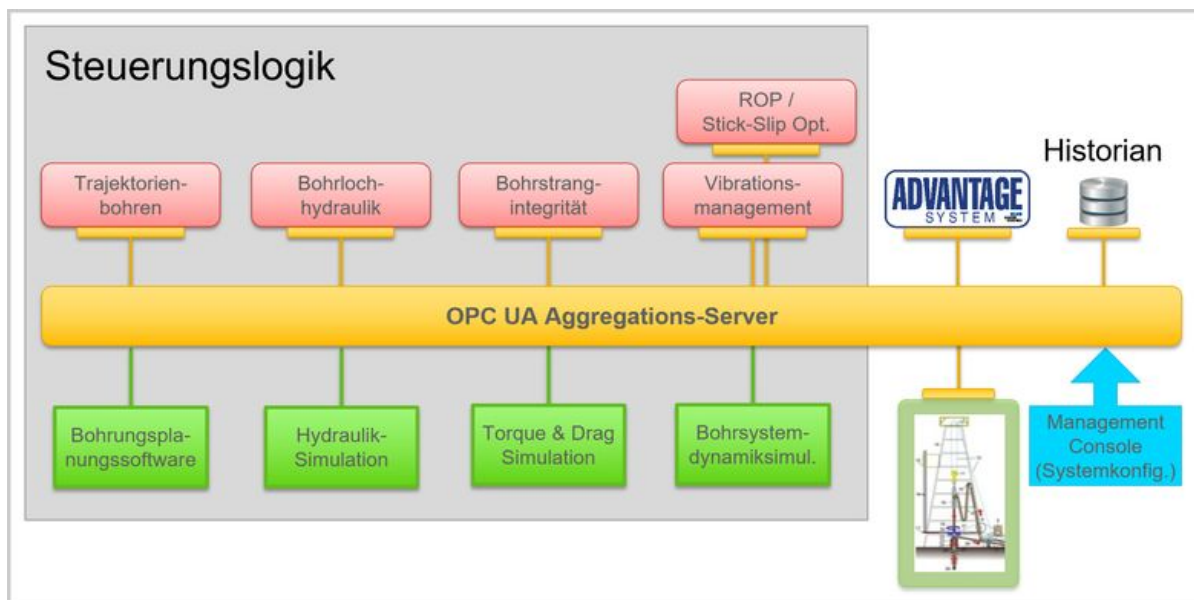 Steuerungslogik
ROP /
Stick-Slip Opt.
Trajektorien-
bohren
Bohrloch-
hydraulik
Bohrstrang-
integrität
Vibrations-
management
ADVANTAGE
SYSTEM
Historian
OPC UA Aggregations-Server
Bohrungspla-
nungssoftware
Hydraulik-
Simulation
Torque & Drag
Simulation
Bohrsystem-
dynamiksimul.
Management
Console
(Systemkonfig.)